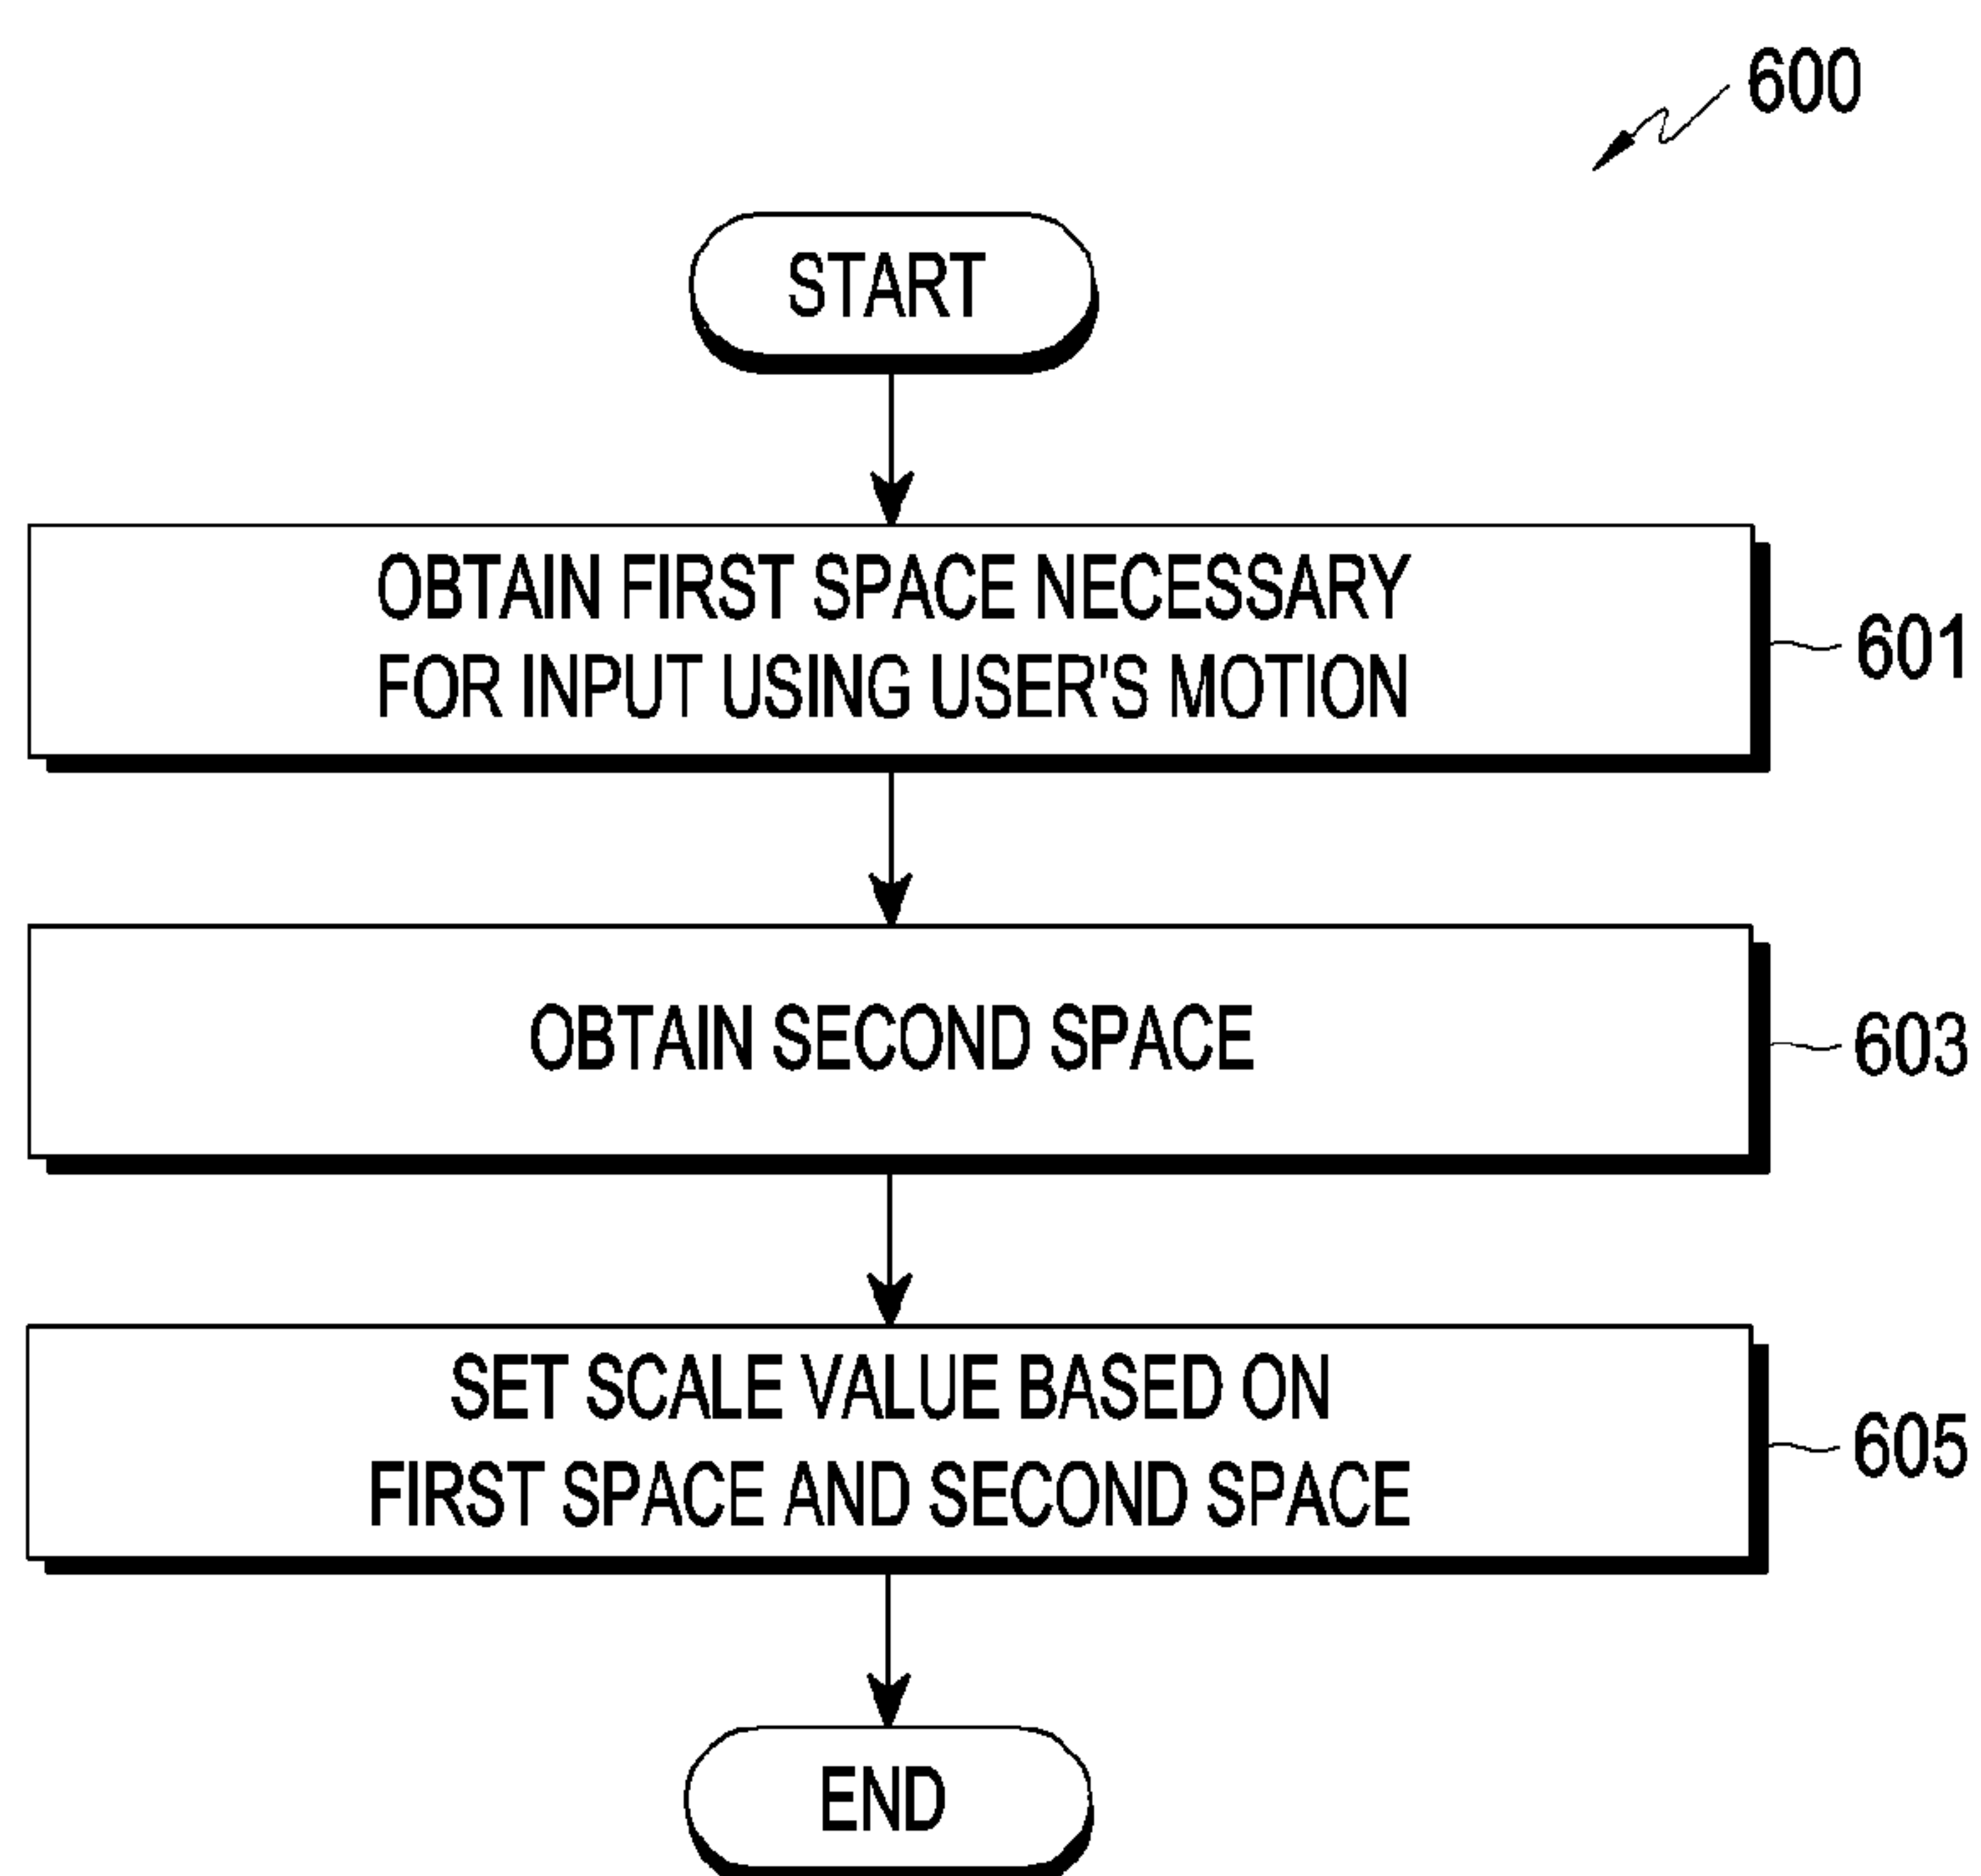 600
START
OBTAIN FIRST SPACE NECESSARY
FOR INPUT USING USER'S MOTION
601
OBTAIN SECOND SPACE
603
SET SCALE VALUE BASED ON
FIRST SPACE AND SECOND SPACE
605
END